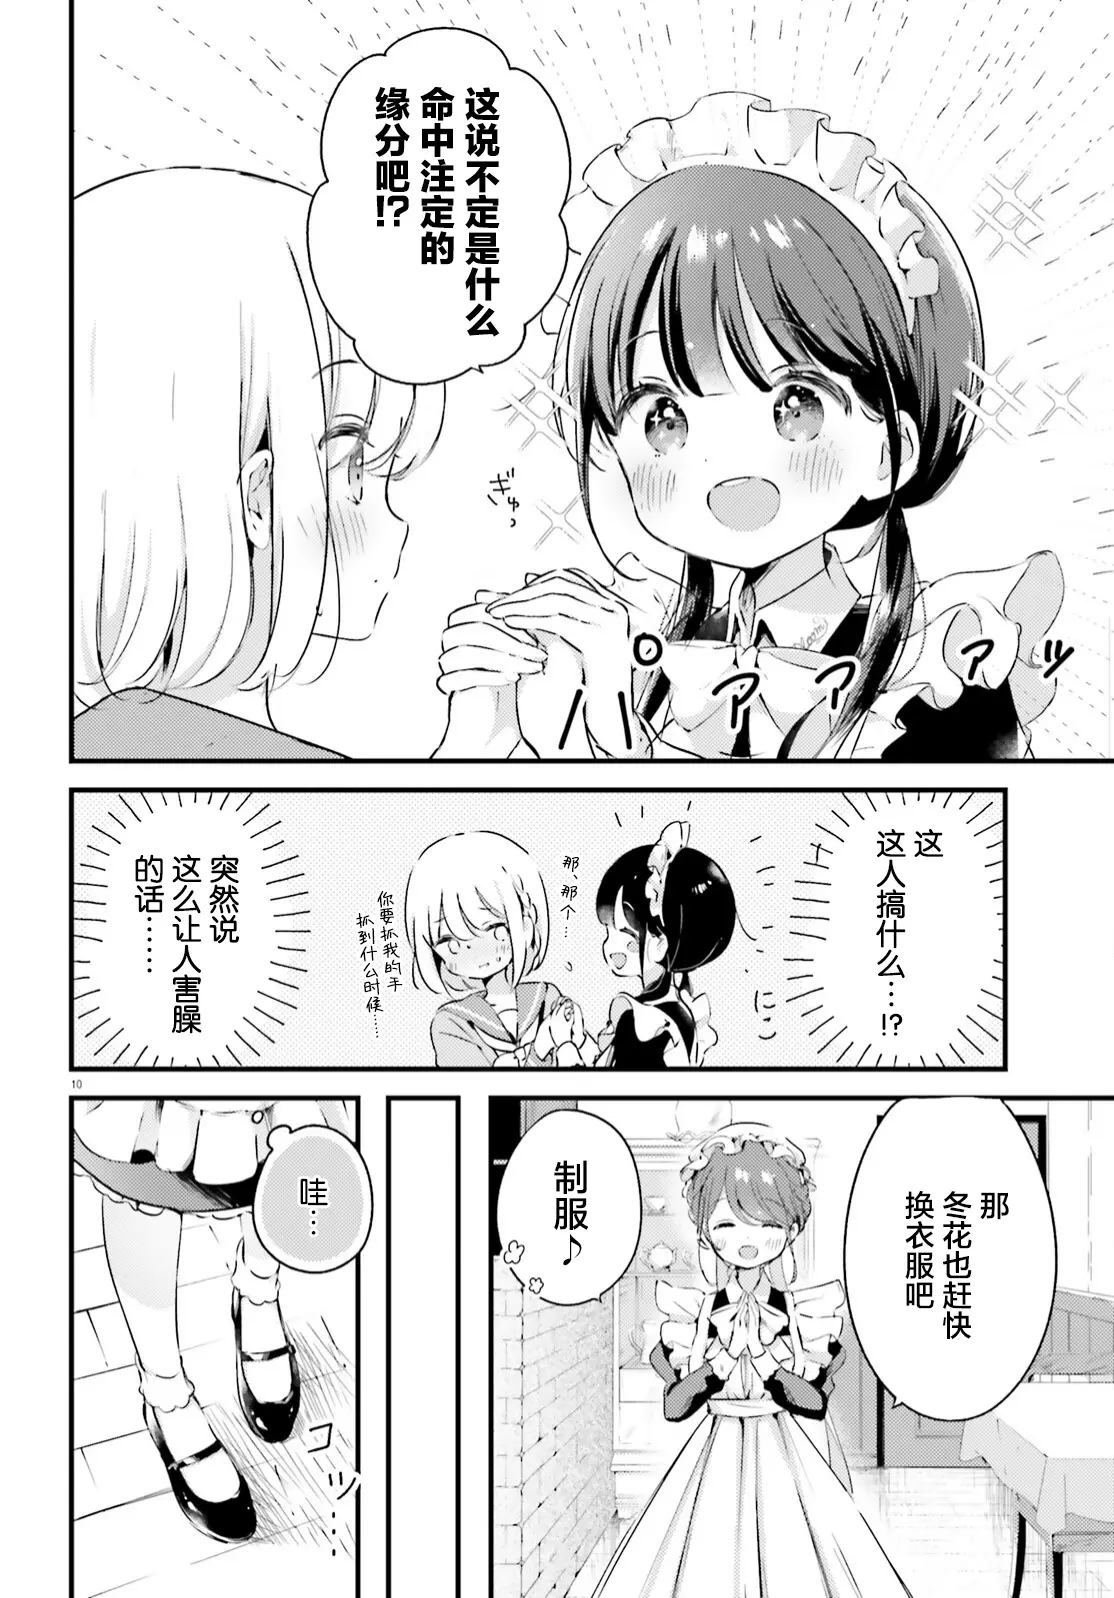 这说不定是什么
命中注定的
缘分吧!?
ぎゅっ
パアアアッ
bloom
这
这人搞什么…!?
那、那个…
你要抓我的手
抓到什么时候……
にこ
突然说
这么让人害臊
的话……
10
那
冬花也赶快
换衣服吧
制服♪
哇…
コツ